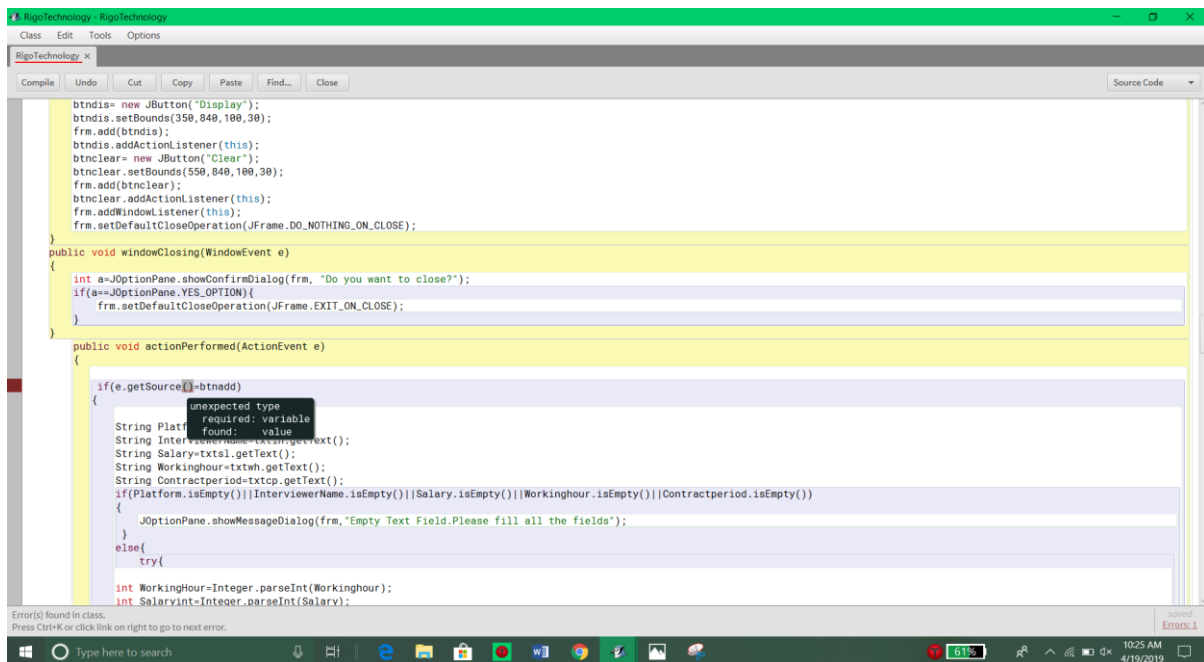 RigoTechnology - RigoTechnology
Class Edit Tools Options
RigoTechnology ×
Compile Undo Cut Copy Paste Find... Close Source Code
btndis= new JButton("Display");
btndis.setBounds(350,840,100,30);
frm.add(btndis);
btndis.addActionListener(this);
btnclear= new JButton("Clear");
btnclear.setBounds(550,840,100,30);
frm.add(btnclear);
btnclear.addActionListener(this);
frm.addWindowListener(this);
frm.setDefaultCloseOperation(JFrame.DO_NOTHING_ON_CLOSE);
}
public void windowClosing(WindowEvent e)
{
int a=JOptionPane.showConfirmDialog(frm, "Do you want to close?");
if(a==JOptionPane.YES_OPTION){
frm.setDefaultCloseOperation(JFrame.EXIT_ON_CLOSE);
}
}
public void actionPerformed(ActionEvent e)
{
if(e.getSource()=btnadd)
{
unexpected type
required: variable
found: value
String Platf
String InterviewerName=txtin.getText();
String Salary=txtsl.getText();
String Workinghour=txtwh.getText();
String Contractperiod=txtcp.getText();
if(Platform.isEmpty()||InterviewerName.isEmpty()||Salary.isEmpty()||Workinghour.isEmpty()||Contractperiod.isEmpty())
{
JOptionPane.showMessageDialog(frm,"Empty Text Field.Please fill all the fields");
}
else{
try{
int WorkingHour=Integer.parseInt(Workinghour);
int Salaryint=Integer.parseInt(Salary);
Error(s) found in class.
Press Ctrl+K or click link on right to go to next error.
saved
Errors: 1
Type here to search
61%
10:25 AM
4/19/2019